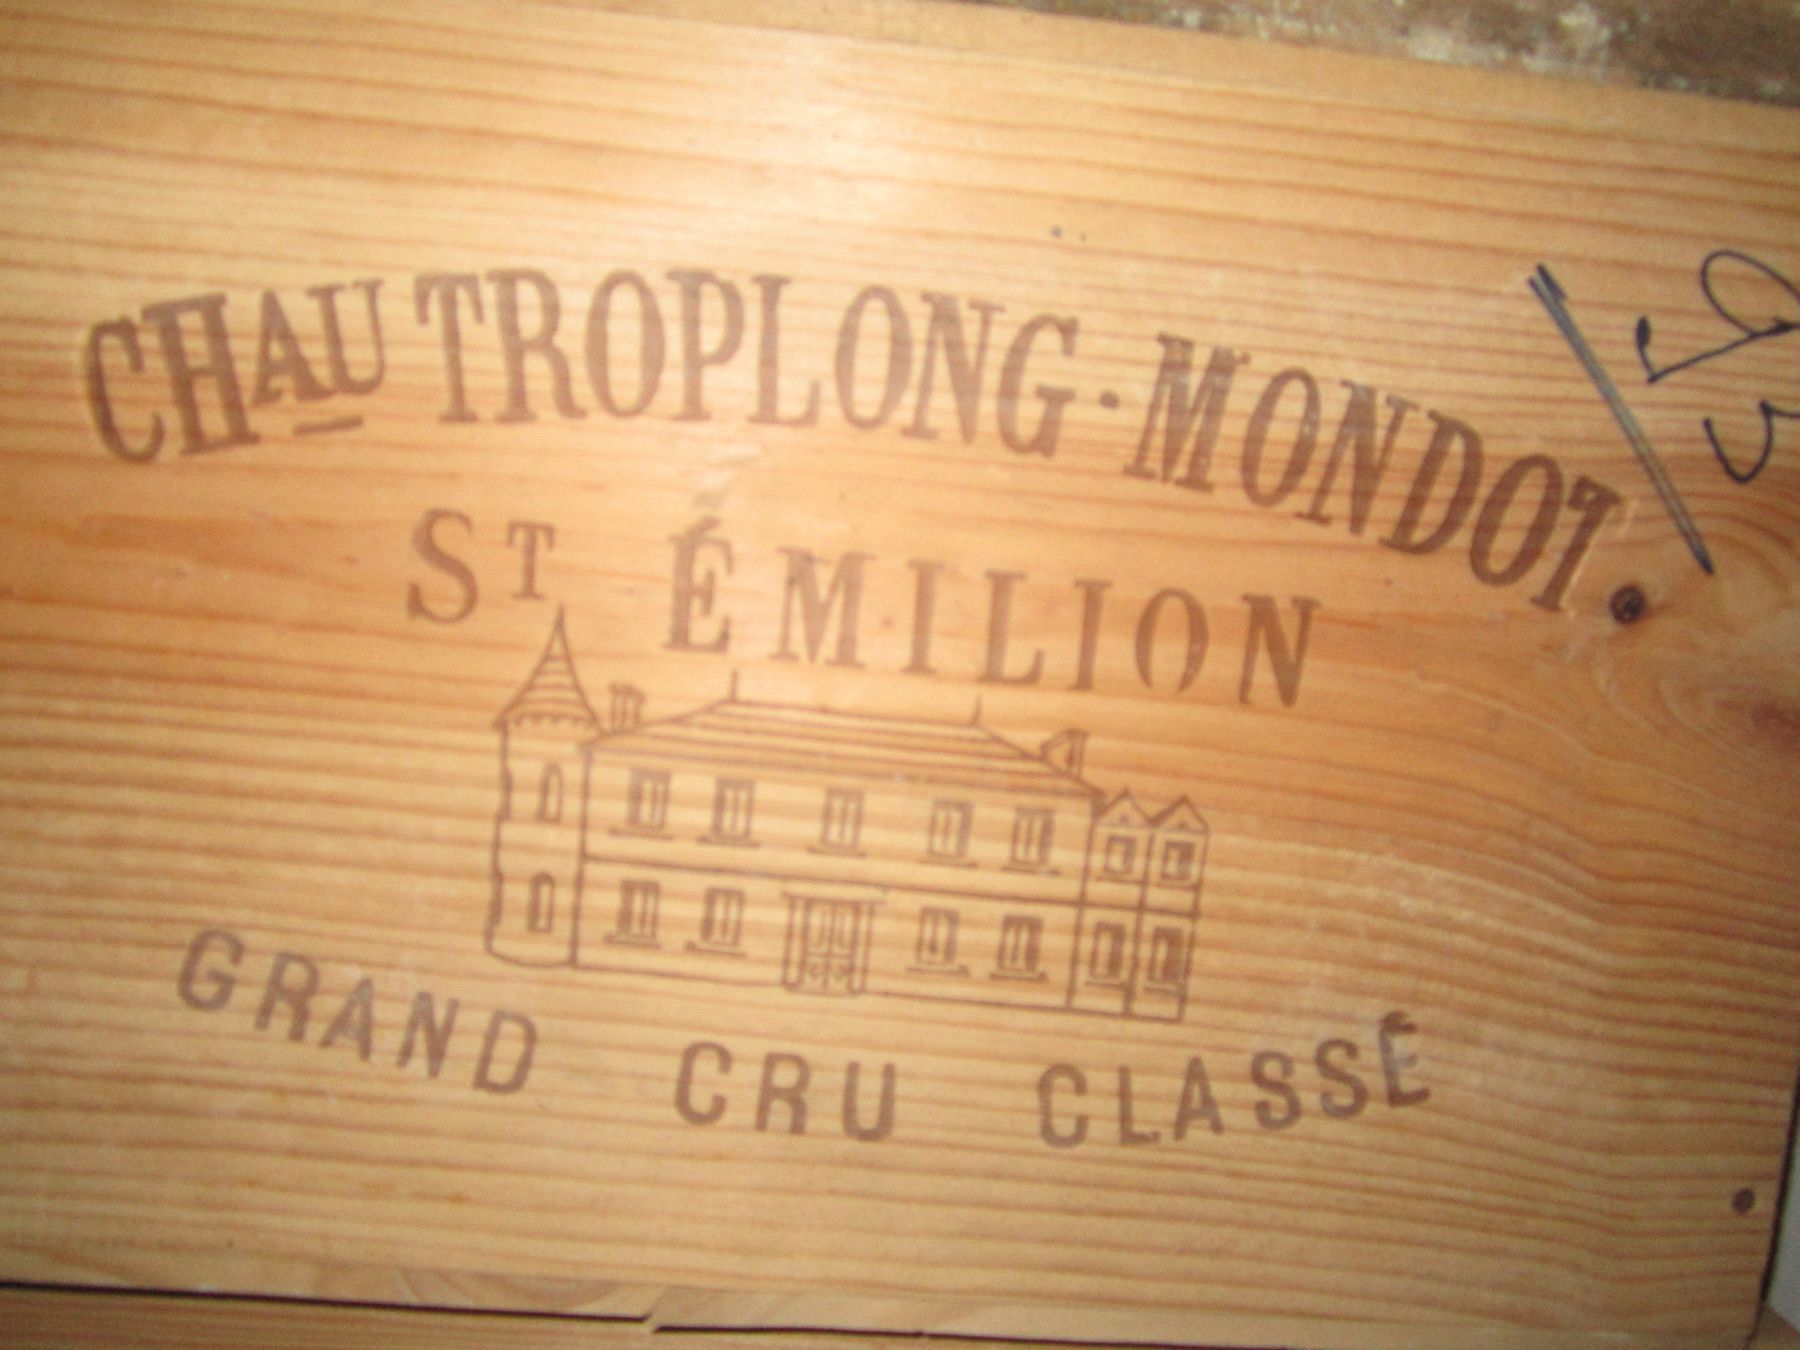 CHAU TROPLONG·MONDOT
ST ÉMILION
GRAND CRU CLASSÉ